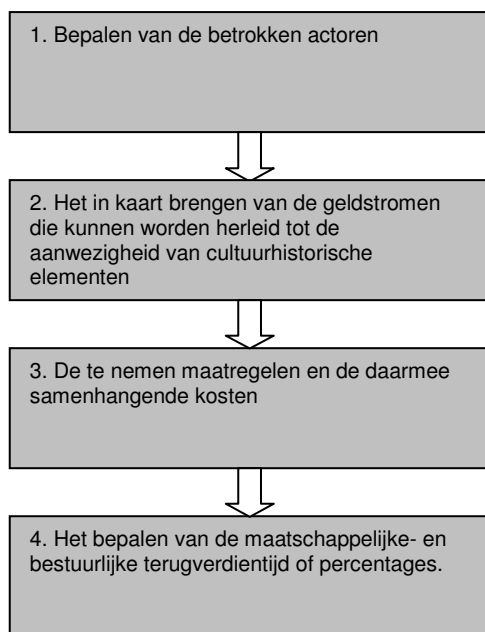 1. Bepalen van de betrokken actoren
2. Het in kaart brengen van de geldstromen
die kunnen worden herleid tot de
aanwezigheid van cultuurhistorische
elementen
3. De te nemen maatregelen en de daarmee
samenhangende kosten
4. Het bepalen van de maatschappelijke- en
bestuurlijke terugverdientijd of percentages.